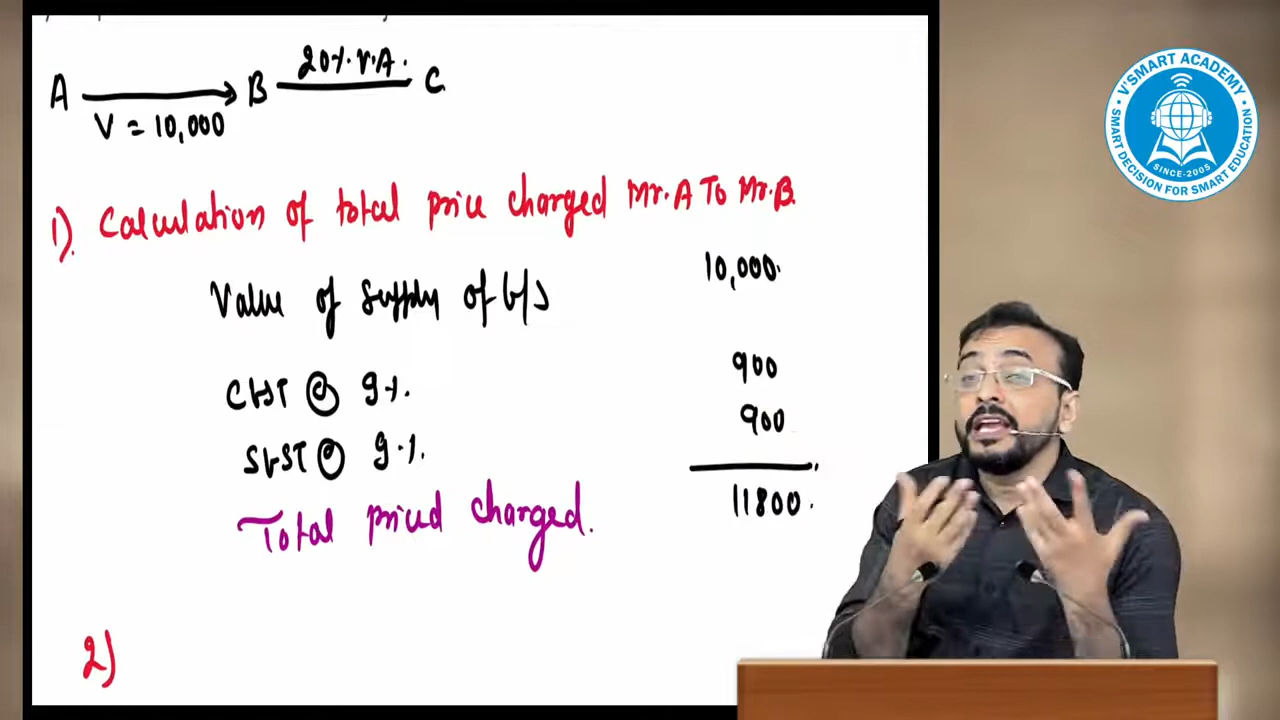 A → B 20% V.A. C
V = 10,000
1). Calculation of total price charged Mr. A To Mr. B.
Value of supply of G/S 10,000.
CGST @ 9%. 900
SGST @ 9%. 900
Total priced charged. 11800.
2)
V'SMART ACADEMY
SINCE-2005
SMART DECISION FOR SMART EDUCATION